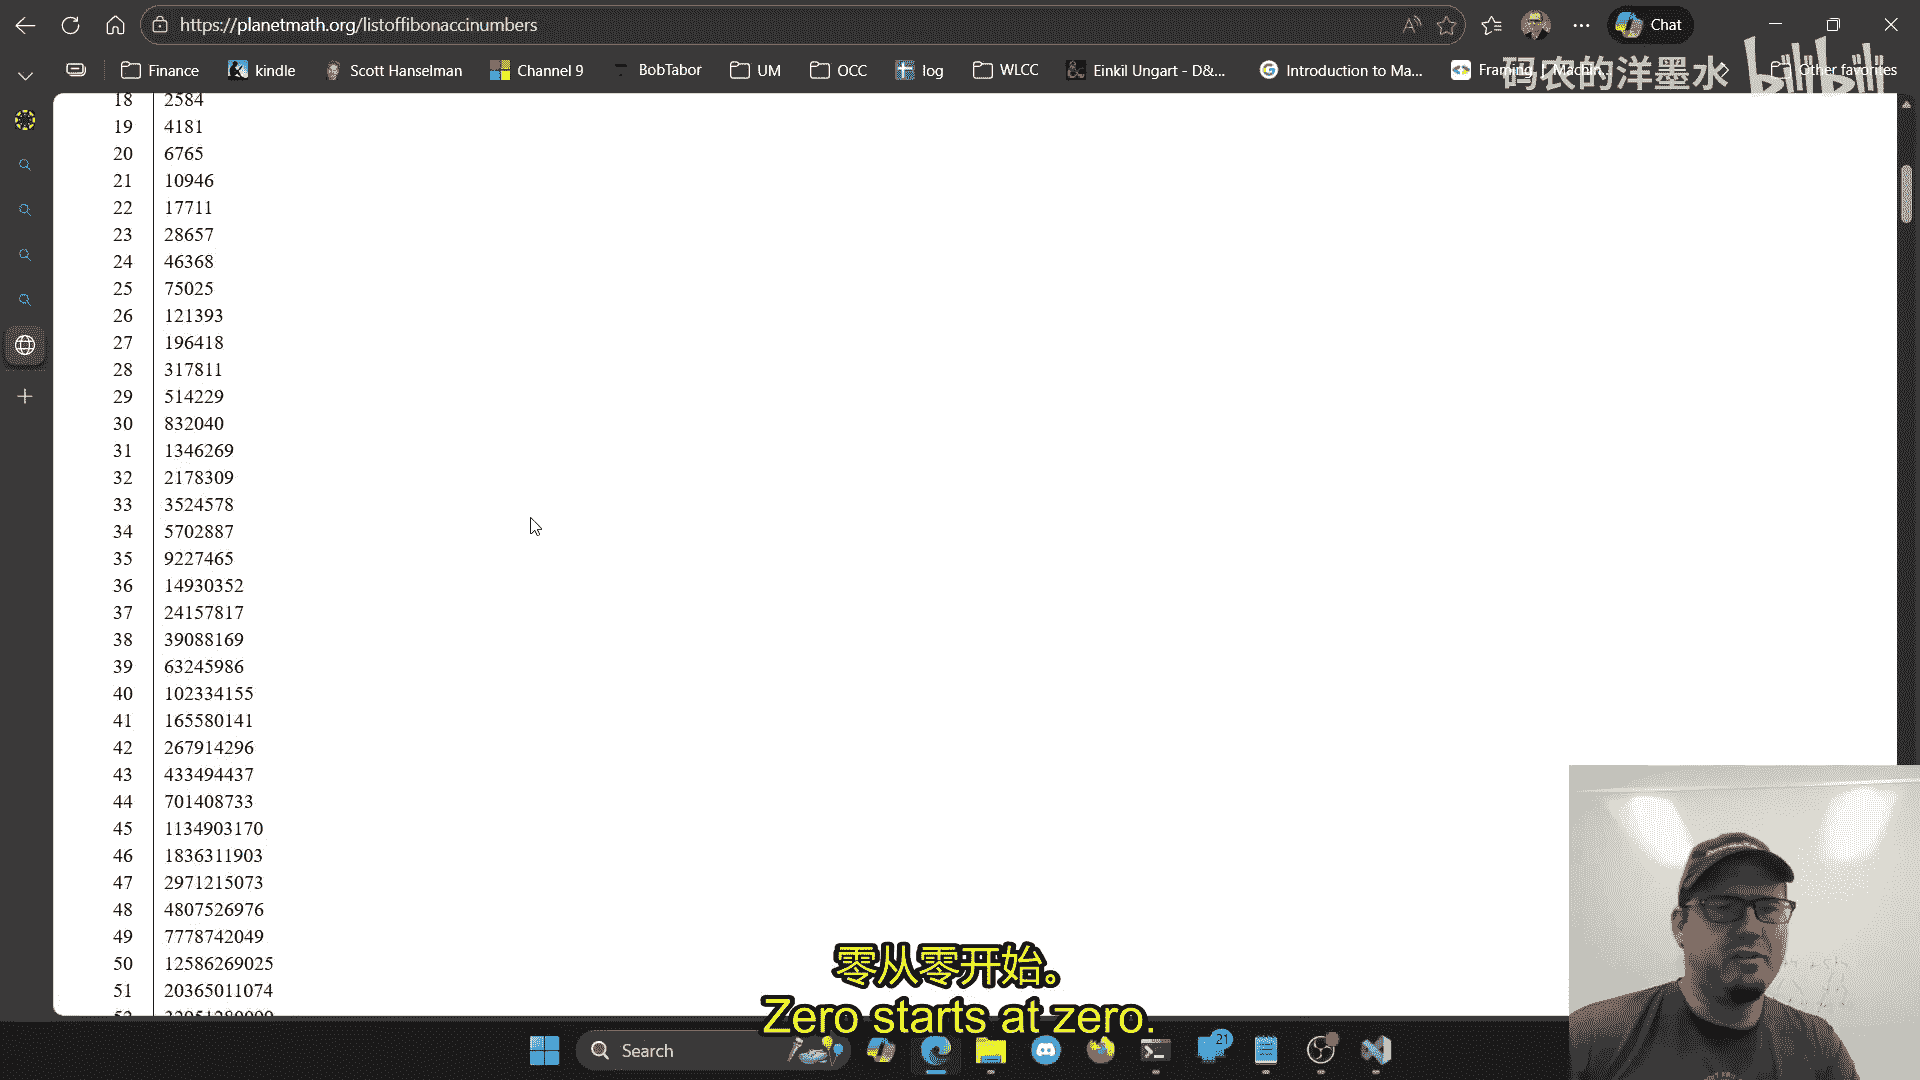 https://planetmath.org/listoffibonaccinumbers
Chat
Finance
kindle
Scott Hanselman
Channel 9
BobTabor
UM
OCC
log
WLCC
Einkil Ungart - D&...
Introduction to Ma...
Framing
Other favorites
码农的洋墨水
bilibili
18 2584
19 4181
20 6765
21 10946
22 17711
23 28657
24 46368
25 75025
26 121393
27 196418
28 317811
29 514229
30 832040
31 1346269
32 2178309
33 3524578
34 5702887
35 9227465
36 14930352
37 24157817
38 39088169
39 63245986
40 102334155
41 165580141
42 267914296
43 433494437
44 701408733
45 1134903170
46 1836311903
47 2971215073
48 4807526976
49 7778742049
50 12586269025
51 20365011074
零从零开始。
Zero starts at zero.
Search
21